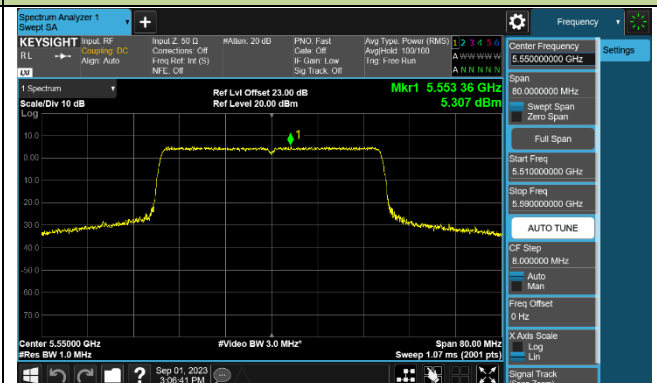 Spectrum Analyzer 1
Swept SA
+
Frequency
KEYSIGHT
RL
LXI
Input: RF
Coupling: DC
Align: Auto
Input Z: 50 Ω
Corrections: Off
Freq Ref: Int (S)
NFE: Off
#Atten: 20 dB
PNO: Fast
Gate: Off
IF Gain: Low
Sig Track: Off
Avg Type: Power (RMS)
Avg|Hold: 100/100
Trig: Free Run
1 2 3 4 5 6
A W W W W W
A N N N N N
1 Spectrum
Scale/Div 10 dB
Log
Ref Lvl Offset 23.00 dB
Ref Level 20.00 dBm
Mkr1 5.553 36 GHz
5.307 dBm
1
10.0
0.00
10.0
20.0
30.0
40.0
-50.0
60.0
70.0
Center 5.55000 GHz
#Res BW 1.0 MHz
#Video BW 3.0 MHz*
Span 80.00 MHz
Sweep 1.07 ms (2001 pts)
Center Frequency
5.550000000 GHz
Settings
Span
80.0000000 MHz
Swept Span
Zero Span
Full Span
Start Freq
5.510000000 GHz
Stop Freq
5.590000000 GHz
AUTO TUNE
CF Step
8.000000 MHz
Auto
Man
Freq Offset
0 Hz
X Axis Scale
Log
Lin
Signal Track
(Span Zoom)
?
Sep 01, 2023
3:06:41 PM